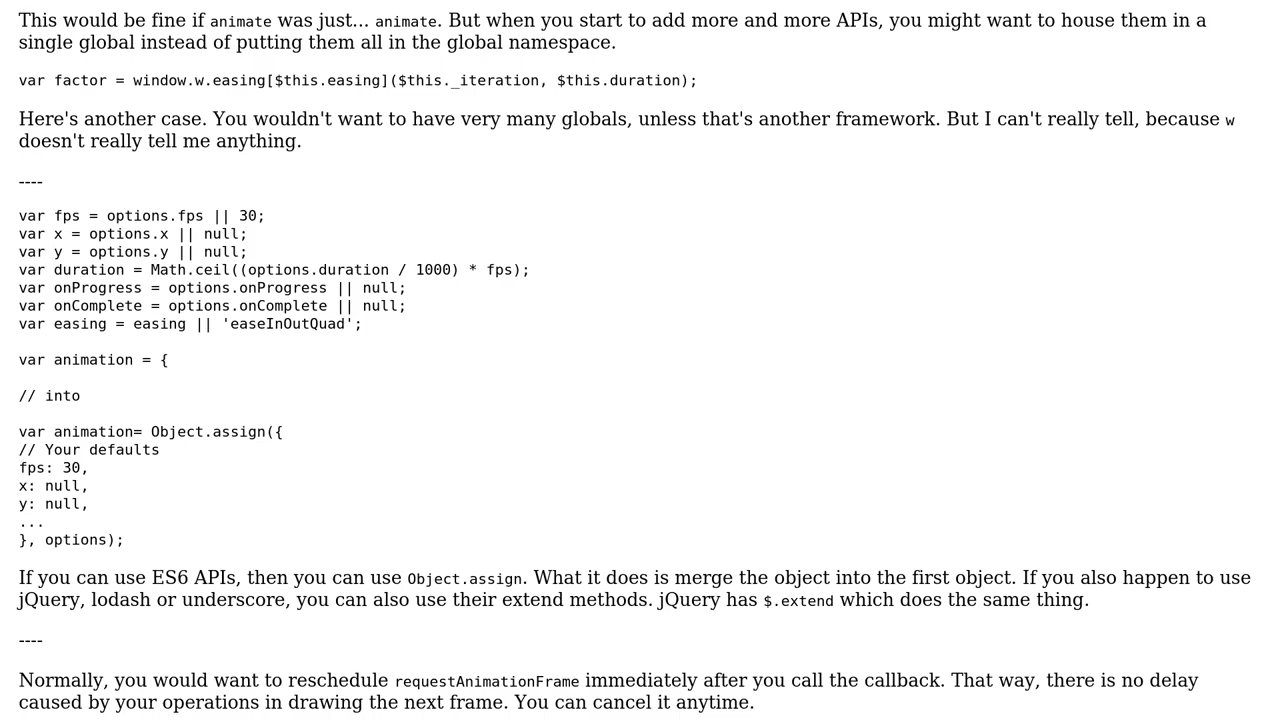 This would be fine if animate was just... animate. But when you start to add more and more APIs, you might want to house them in a
single global instead of putting them all in the global namespace.
var factor = window.w.easing[$this.easing]($this._iteration, $this.duration);
Here's another case. You wouldn't want to have very many globals, unless that's another framework. But I can't really tell, because w
doesn't really tell me anything.
----
var fps = options.fps || 30;
var x = options.x || null;
var y = options.y || null;
var duration = Math.ceil((options.duration / 1000) * fps);
var onProgress = options.onProgress || null;
var onComplete = options.onComplete || null;
var easing = easing || 'easeInOutQuad';
var animation = {
// into
var animation= Object.assign({
// Your defaults
fps: 30,
x: null,
y: null,
...
}, options);
If you can use ES6 APIs, then you can use Object.assign. What it does is merge the object into the first object. If you also happen to use
jQuery, lodash or underscore, you can also use their extend methods. jQuery has $.extend which does the same thing.
----
Normally, you would want to reschedule requestAnimationFrame immediately after you call the callback. That way, there is no delay
caused by your operations in drawing the next frame. You can cancel it anytime.